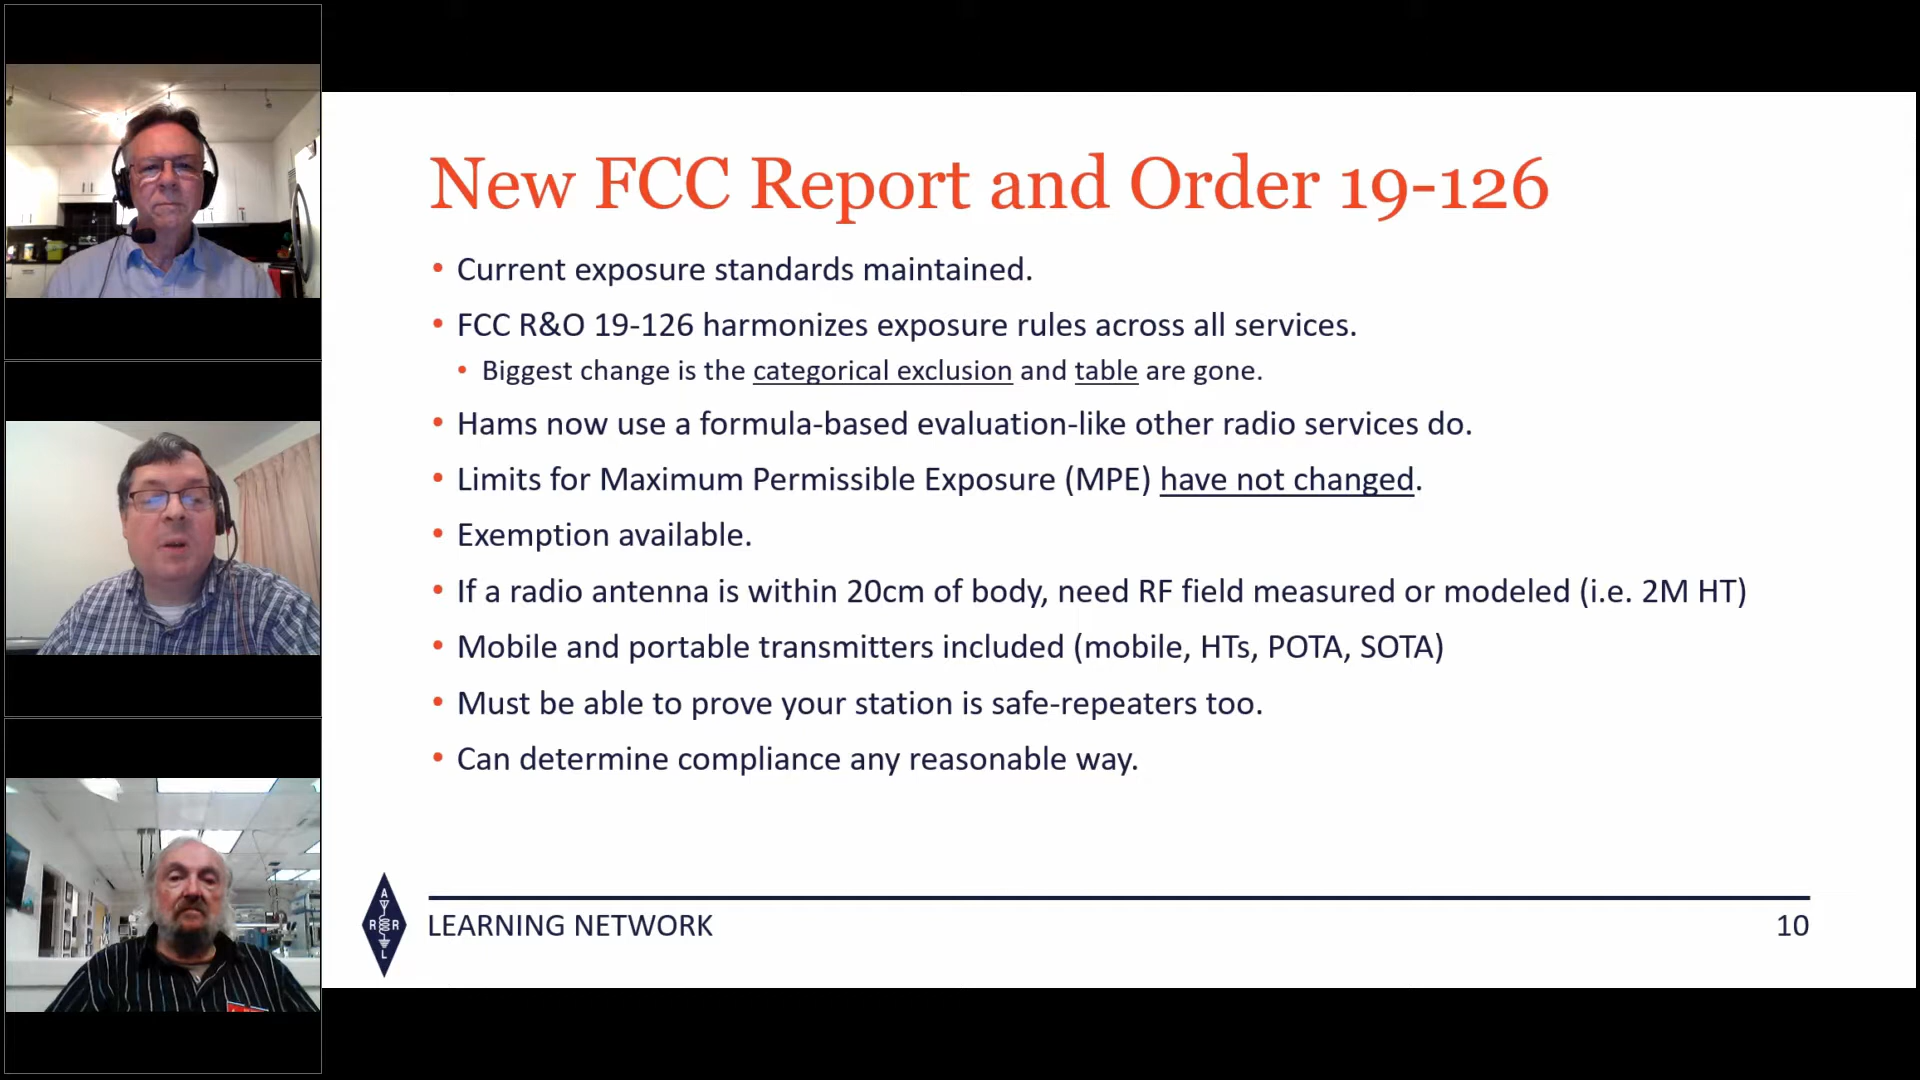 New FCC Report and Order 19-126
• Current exposure standards maintained.
• FCC R&O 19-126 harmonizes exposure rules across all services.
• Biggest change is the categorical exclusion and table are gone.
• Hams now use a formula-based evaluation-like other radio services do.
• Limits for Maximum Permissible Exposure (MPE) have not changed.
• Exemption available.
• If a radio antenna is within 20cm of body, need RF field measured or modeled (i.e. 2M HT)
• Mobile and portable transmitters included (mobile, HTs, POTA, SOTA)
• Must be able to prove your station is safe-repeaters too.
• Can determine compliance any reasonable way.
A
R R
L
LEARNING NETWORK
10